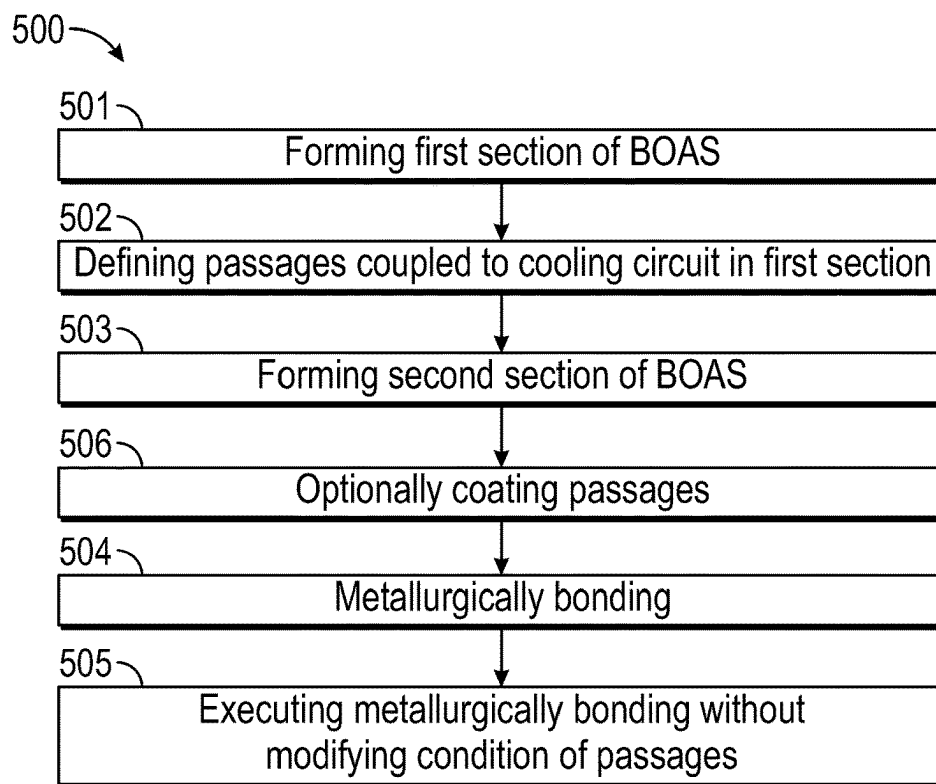 500
501
Forming first section of BOAS
502
Defining passages coupled to cooling circuit in first section
503
Forming second section of BOAS
506
Optionally coating passages
504
Metallurgically bonding
505
Executing metallurgically bonding without
modifying condition of passages